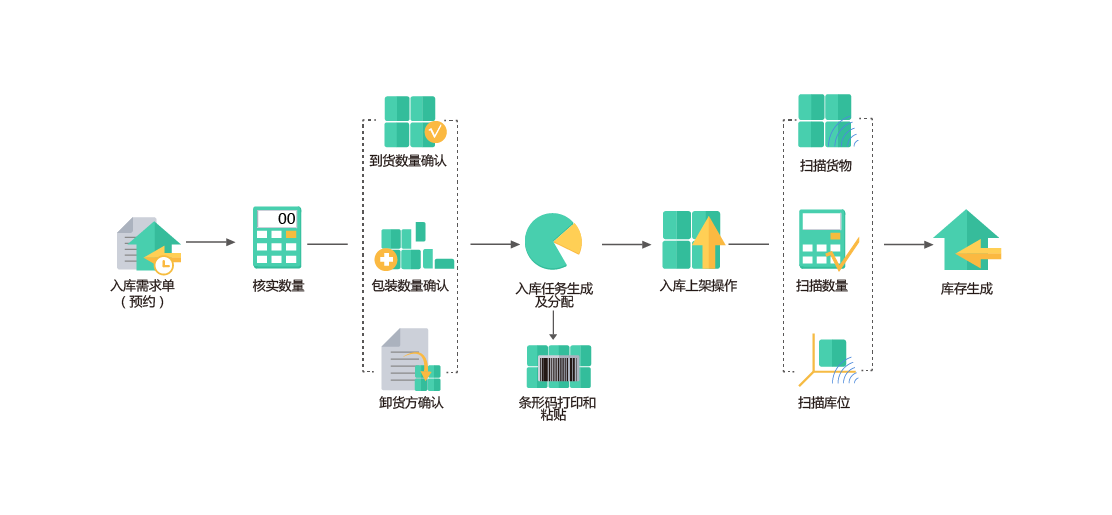 入库需求单
（预约）
00
核实数量
到货数量确认
包装数量确认
卸货方确认
入库任务生成
及分配
条形码打印和
粘贴
入库上架操作
扫描货物
扫描数量
扫描库位
库存生成